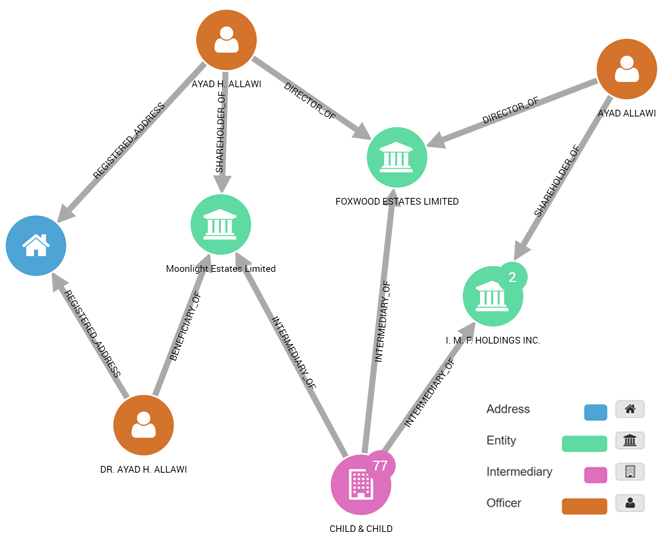 AYAD H. ALLAWI
AYAD ALLAWI
DIRECTOR_OF
DIRECTOR_OF
REGISTERED_ADDRESS
SHAREHOLDER_OF
SHAREHOLDER_OF
FOXWOOD ESTATES LIMITED
Moonlight Estates Limited
2
I. M. F. HOLDINGS INC.
REGISTERED_ADDRESS
BENEFICIARY_OF
INTERMEDIARY_OF
INTERMEDIARY_OF
INTERMEDIARY_OF
DR. AYAD H. ALLAWI
77
CHILD & CHILD
Address
Entity
Intermediary
Officer